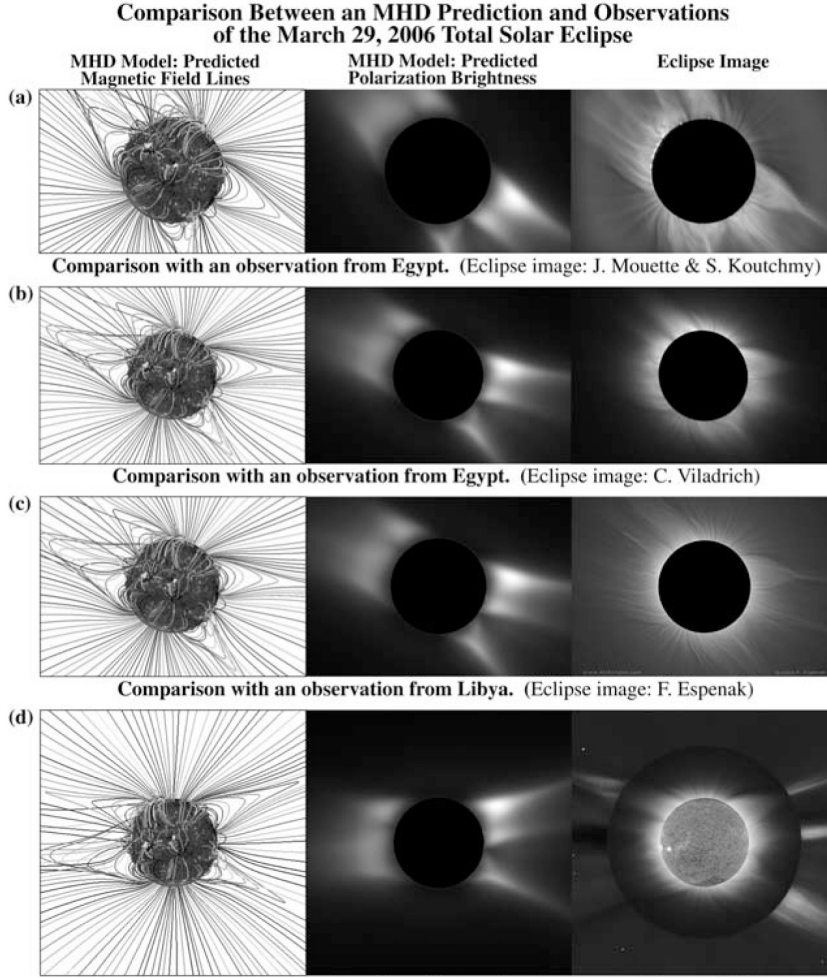 Comparison Between an MHD Prediction and Observations
of the March 29, 2006 Total Solar Eclipse
MHD Model: Predicted
Magnetic Field Lines
MHD Model: Predicted
Polarization Brightness
Eclipse Image
(a)
Comparison with an observation from Egypt. (Eclipse image: J. Mouette & S. Koutchmy)
(b)
Comparison with an observation from Egypt. (Eclipse image: C. Viladrich)
(c)
Comparison with an observation from Libya. (Eclipse image: F. Espenak)
(d)